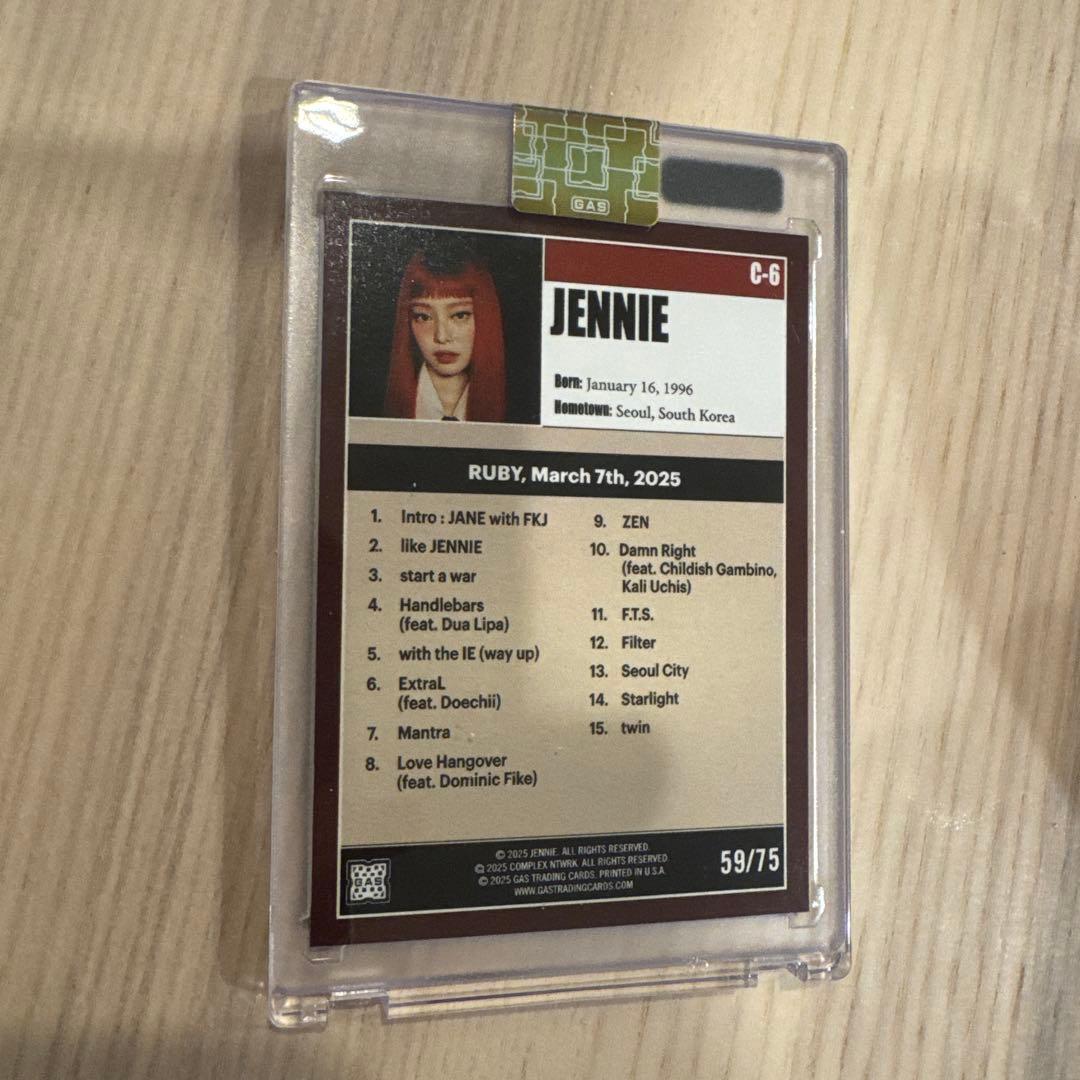 GAS
C-6
JENNIE
Born: January 16, 1996
Hometown: Seoul, South Korea
RUBY, March 7th, 2025
1. Intro : JANE with FKJ
2. like JENNIE
3. start a war
4. Handlebars
(feat. Dua Lipa)
5. with the IE (way up)
6. ExtraL
(feat. Doechii)
7. Mantra
8. Love Hangover
(feat. Dominic Fike)
9. ZEN
10. Damn Right
(feat. Childish Gambino,
Kali Uchis)
11. F.T.S.
12. Filter
13. Seoul City
14. Starlight
15. twin
GAS
© 2025 JENNIE. ALL RIGHTS RESERVED.
© 2025 COMPLEX NTWRK. ALL RIGHTS RESERVED
© 2025 GAS TRADING CARDS. PRINTED IN U.S.A.
WWW.GASTRADINGCARDS.COM
59/75